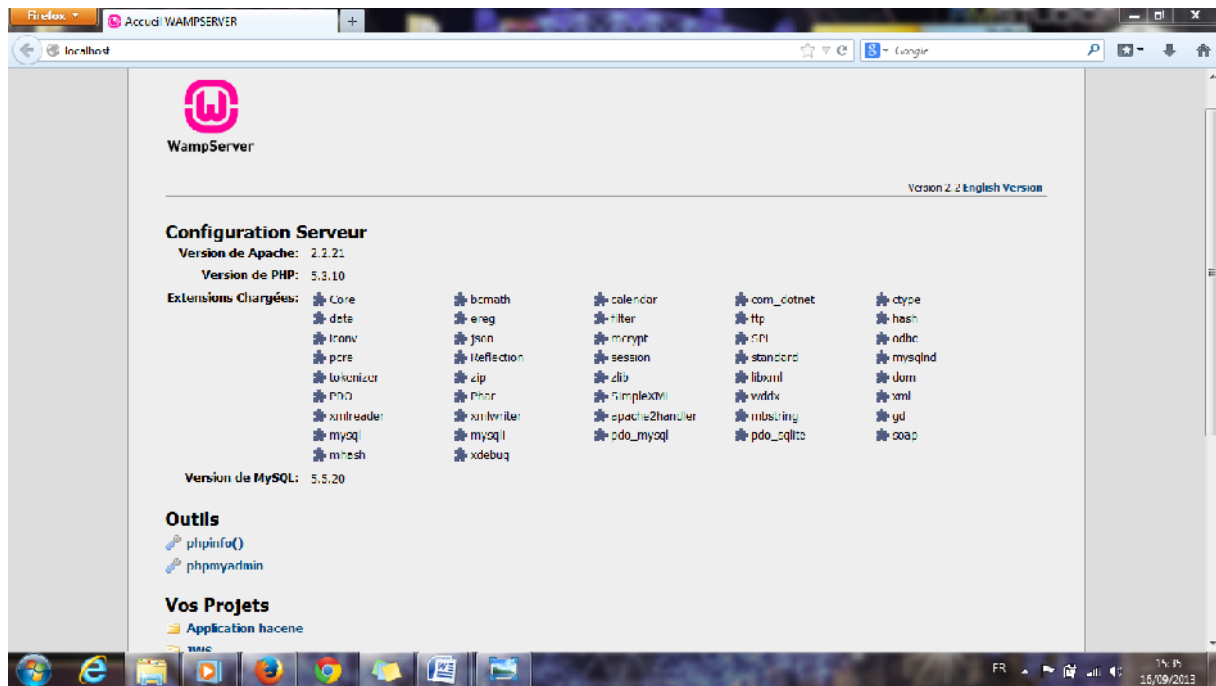 Firefox
Accueil WAMPSERVER
localhost
Google
WampServer
Version 2.2 English Version
Configuration Serveur
Version de Apache: 2.2.21
Version de PHP: 5.3.10
Extensions Chargées: Core bcmath calendar com_dotnet ctype
date ereg filter ftp hash
iconv json mcrypt SPL odbc
pcre Reflection session standard mysqlnd
tokenizer zip zlib libxml dom
PDO Phar SimpleXML wddx xml
xmlreader xmlwriter apache2handler mbstring gd
mysql mysqli pdo_mysql pdo_sqlite soap
mhash xdebug
Version de MySQL: 5.5.20
Outils
phpinfo()
phpmyadmin
Vos Projets
Application hacene
FR
15:35
16/09/2013